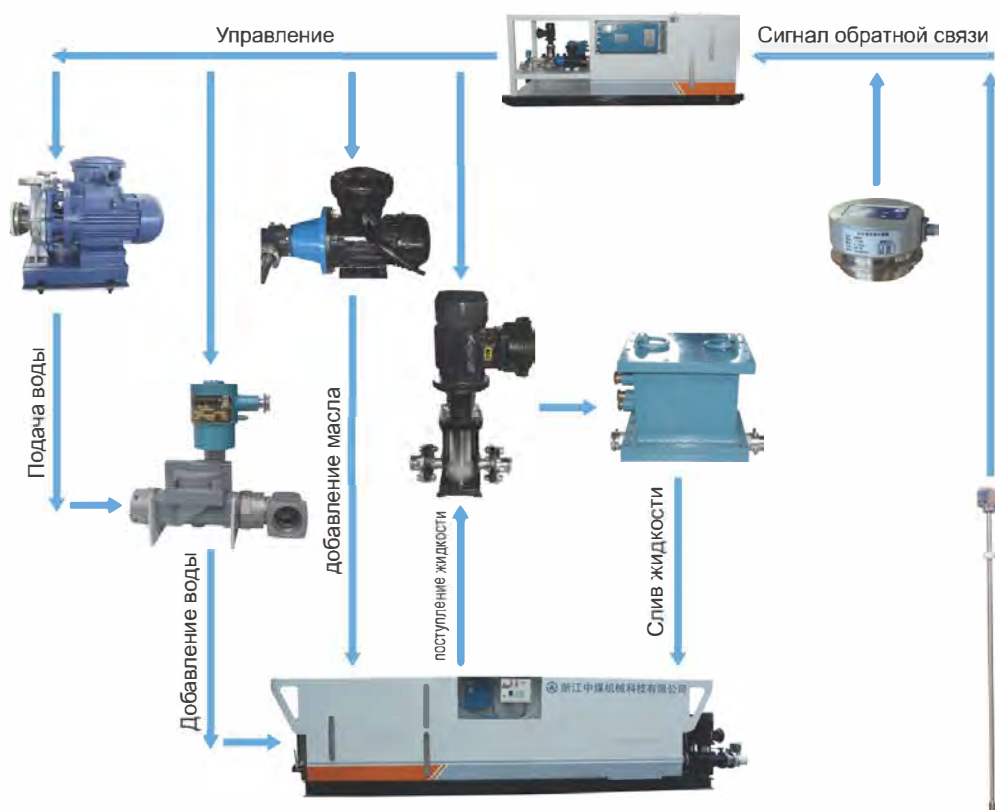 Управление
Сигнал обратной связи
Подача воды
добавление масла
поступление жидкости
Слив жидкости
Добавление воды
浙江中煤机械科技有限公司